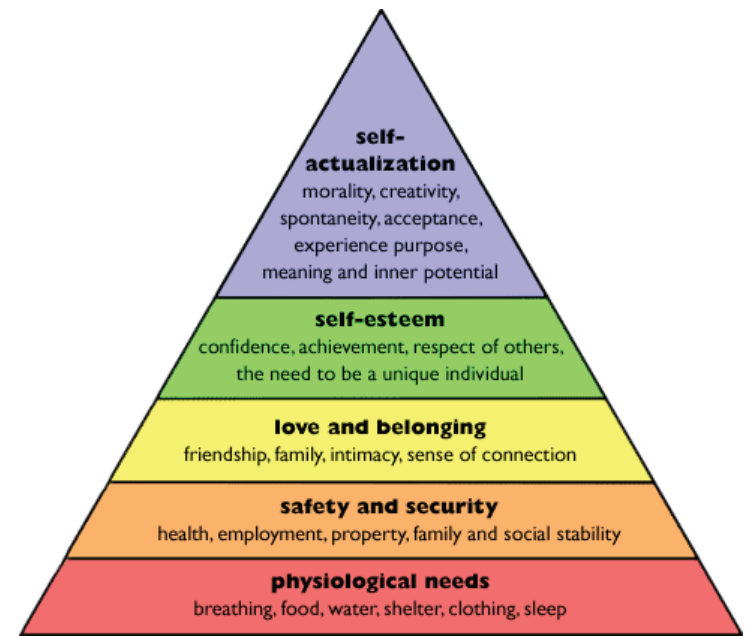 self-
actualization
morality, creativity,
spontaneity, acceptance,
experience purpose,
meaning and inner potential
self-esteem
confidence, achievement, respect of others,
the need to be a unique individual
love and belonging
friendship, family, intimacy, sense of connection
safety and security
health, employment, property, family and social stability
physiological needs
breathing, food, water, shelter, clothing, sleep